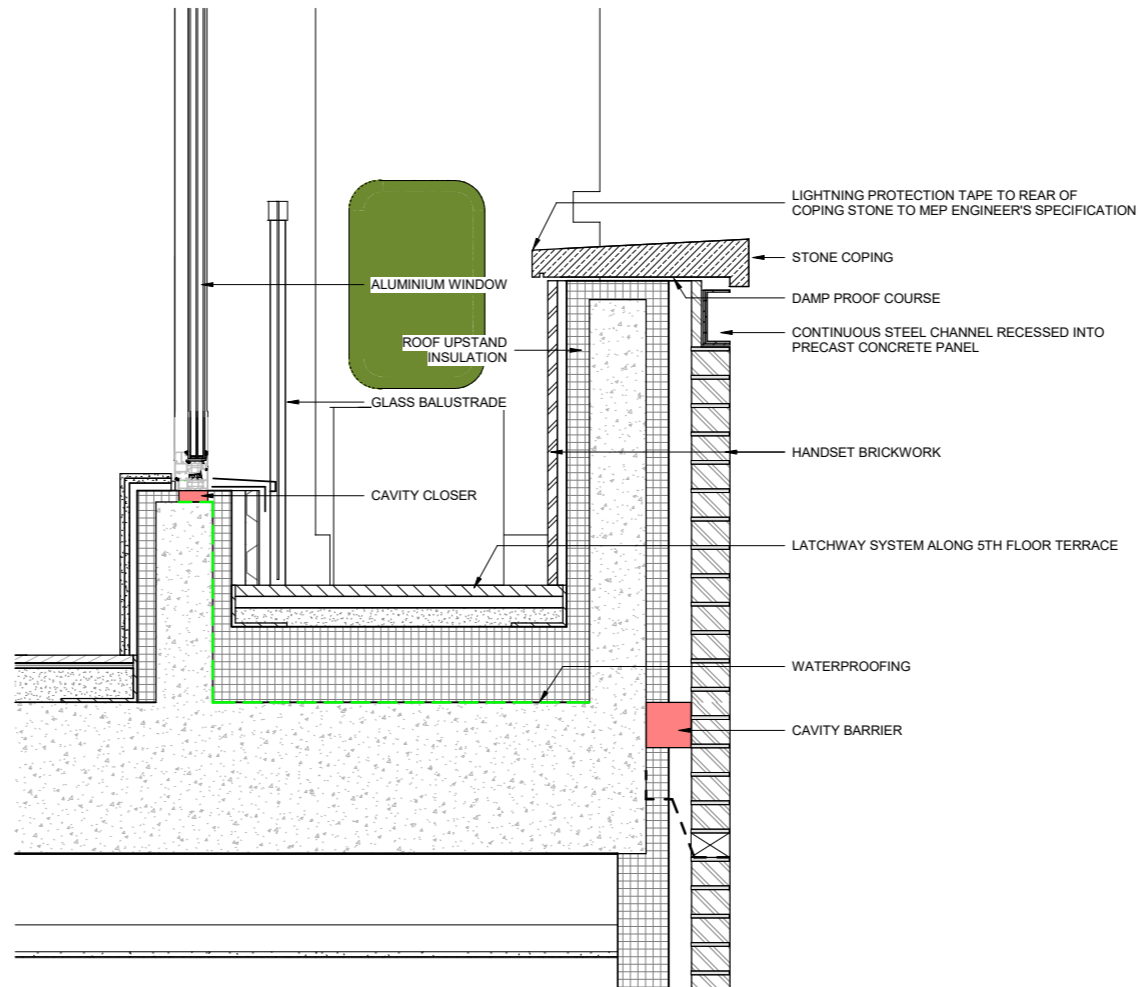 LIGHTNING PROTECTION TAPE TO REAR OF
COPING STONE TO MEP ENGINEER'S SPECIFICATION
STONE COPING
ALUMINIUM WINDOW
DAMP PROOF COURSE
CONTINUOUS STEEL CHANNEL RECESSED INTO
PRECAST CONCRETE PANEL
ROOF UPSTAND
INSULATION
GLASS BALUSTRADE
HANDSET BRICKWORK
CAVITY CLOSER
LATCHWAY SYSTEM ALONG 5TH FLOOR TERRACE
WATERPROOFING
CAVITY BARRIER